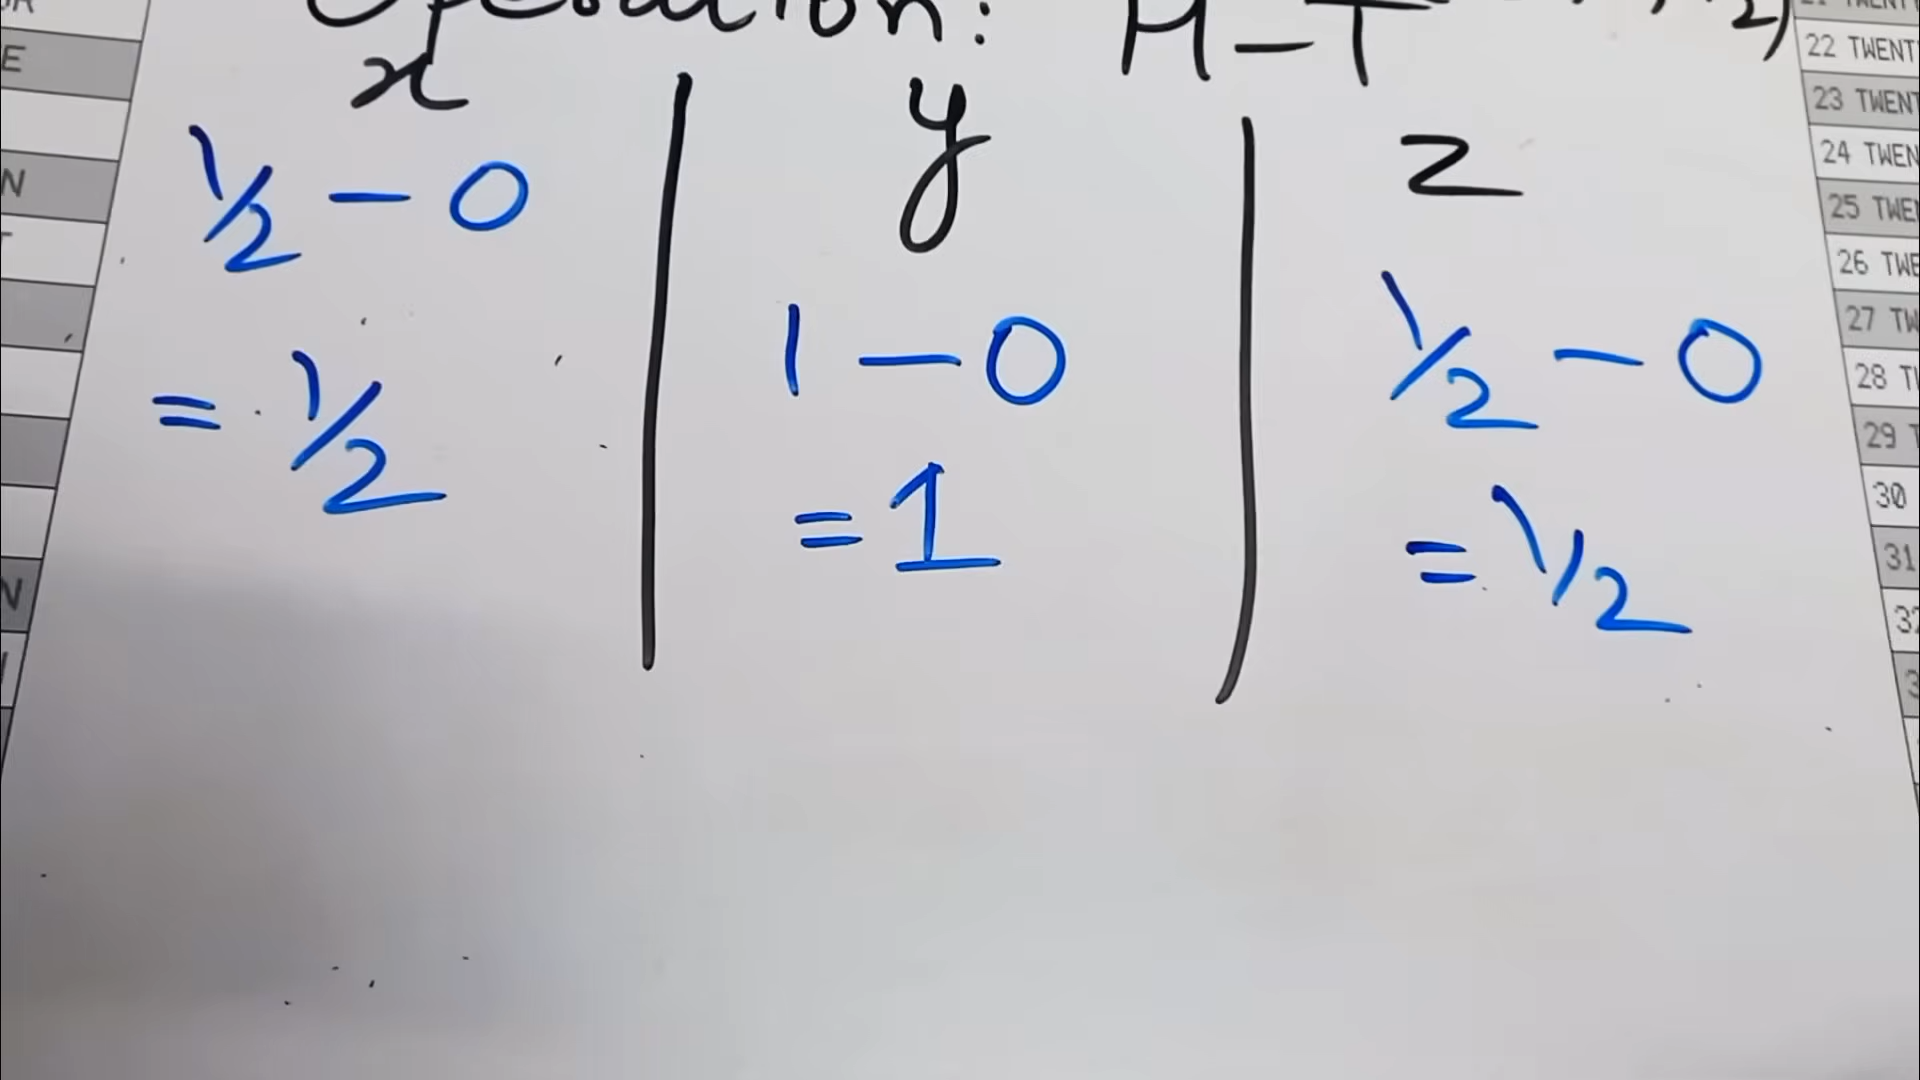 Operation: H-T
x | y | z
½ - 0 | 1 - 0 | ½ - 0
= ½ | = 1 | = ½
E
N
T
N
22 TWENT
23 TWENT
24 TWEN
25 TWE
26 TWE
27 TW
28 T
29 T
30
31